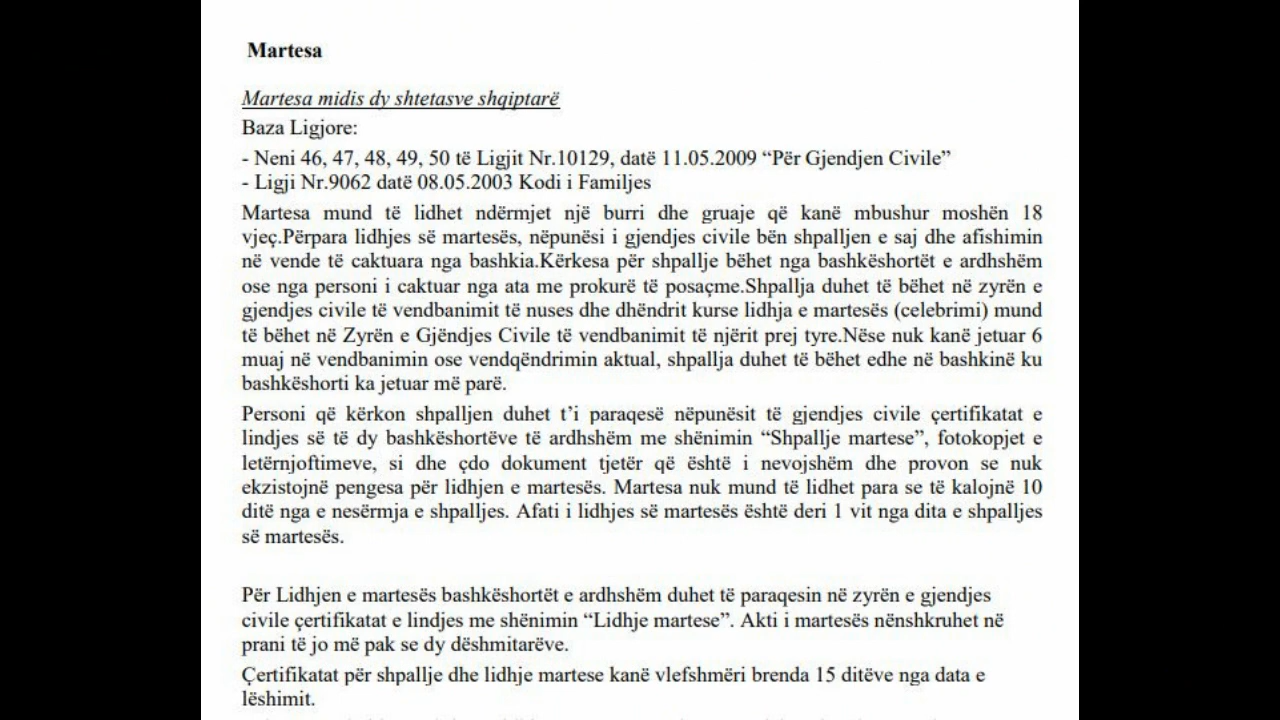 Martesa
Martesa midis dy shtetasve shqiptarë
Baza Ligjore:
- Neni 46, 47, 48, 49, 50 të Ligjit Nr.10129, datë 11.05.2009 “Për Gjendjen Civile”
- Ligji Nr.9062 datë 08.05.2003 Kodi i Familjes
Martesa mund të lidhet ndërmjet një burri dhe gruaje që kanë mbushur moshën 18
vjeç.Përpara lidhjes së martesës, nëpunësi i gjendjes civile bën shpalljen e saj dhe afishimin
në vende të caktuara nga bashkia.Kërkesa për shpallje bëhet nga bashkëshortët e ardhshëm
ose nga personi i caktuar nga ata me prokurë të posaçme.Shpallja duhet të bëhet në zyrën e
gjendjes civile të vendbanimit të nuses dhe dhëndrit kurse lidhja e martesës (celebrimi) mund
të bëhet në Zyrën e Gjëndjes Civile të vendbanimit të njërit prej tyre.Nëse nuk kanë jetuar 6
muaj në vendbanimin ose vendqëndrimin aktual, shpallja duhet të bëhet edhe në bashkinë ku
bashkëshorti ka jetuar më parë.
Personi që kërkon shpalljen duhet t’i paraqesë nëpunësit të gjendjes civile çertifikatat e
lindjes së të dy bashkëshortëve të ardhshëm me shënimin “Shpallje martese”, fotokopjet e
letërnjoftimeve, si dhe çdo dokument tjetër që është i nevojshëm dhe provon se nuk
ekzistojnë pengesa për lidhjen e martesës. Martesa nuk mund të lidhet para se të kalojnë 10
ditë nga e nesërmja e shpalljes. Afati i lidhjes së martesës është deri 1 vit nga dita e shpalljes
së martesës.
Për Lidhjen e martesës bashkëshortët e ardhshëm duhet të paraqesin në zyrën e gjendjes
civile çertifikatat e lindjes me shënimin “Lidhje martese”. Akti i martesës nënshkruhet në
prani të jo më pak se dy dëshmitarëve.
Çertifikatat për shpallje dhe lidhje martese kanë vlefshmëri brenda 15 ditëve nga data e
lëshimit.